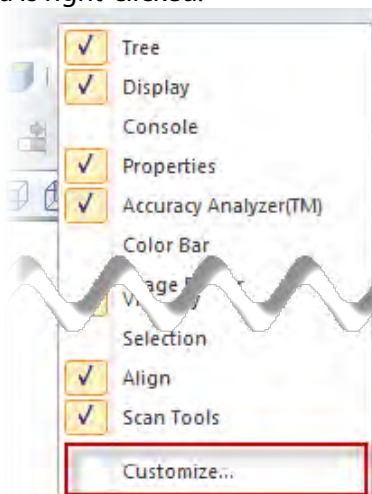 is right-clicked.
Tree
Display
Console
Properties
Accuracy Analyzer(TM)
Color Bar
Selection
Align
Scan Tools
Customize...